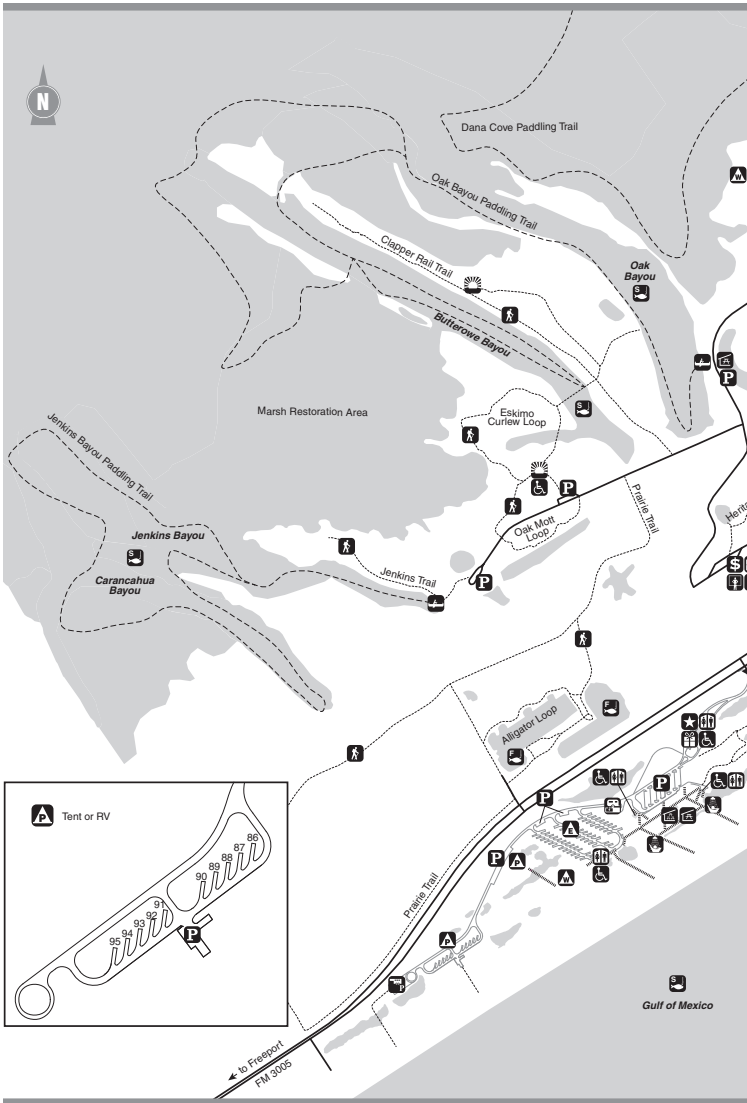 N
Dana Cove Paddling Trail
W
Oak Bayou Paddling Trail
Clapper Rail Trail
Oak
Bayou
S
Butterowe Bayou
P
Marsh Restoration Area
Eskimo
Curlew Loop
S
Jenkins Bayou Paddling Trail
P
Prairie Trail
Oak Mott
Loop
Jenkins Bayou
S
Carancahua
Bayou
Jenkins Trail
P
$
Alligator Loop
F
F
P
P
E
P
P
W
Prairie Trail
P
P
P
Tent or RV
86
87
88
89
90
91
92
93
94
95
P
S
Gulf of Mexico
to Freeport
FM 3005